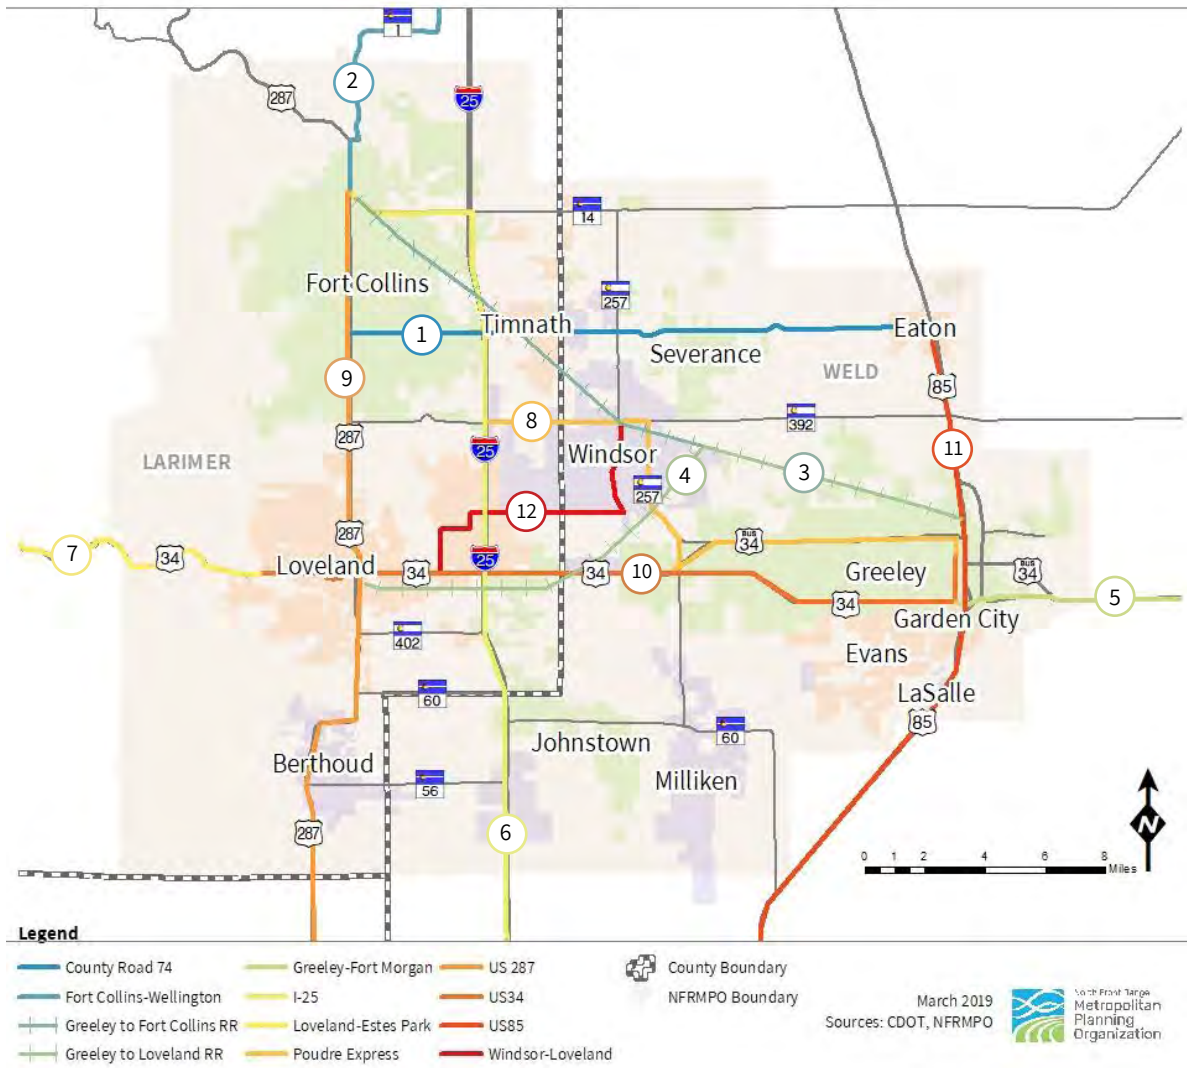 1
2
287
25
14
Fort Collins
257
Timnath
Eaton
1
Severance
WELD
9
85
8
392
287
11
25
Windsor
LARIMER
4
3
257
12
287
7
34
BUS
34
25
Loveland
34
34
10
Greeley
BUS
34
5
34
Garden City
402
Evans
60
LaSalle
85
Johnstown
60
Berthoud
Milliken
56
6
287
N
0 1 2 4 6 8
Miles
Legend
County Road 74
Fort Collins-Wellington
Greeley to Fort Collins RR
Greeley to Loveland RR
Greeley-Fort Morgan
I-25
Loveland-Estes Park
Poudre Express
US 287
US34
US85
Windsor-Loveland
County Boundary
NFRMPO Boundary
March 2019
Sources: CDOT, NFRMPO
North Front Range
Metropolitan
Planning
Organization